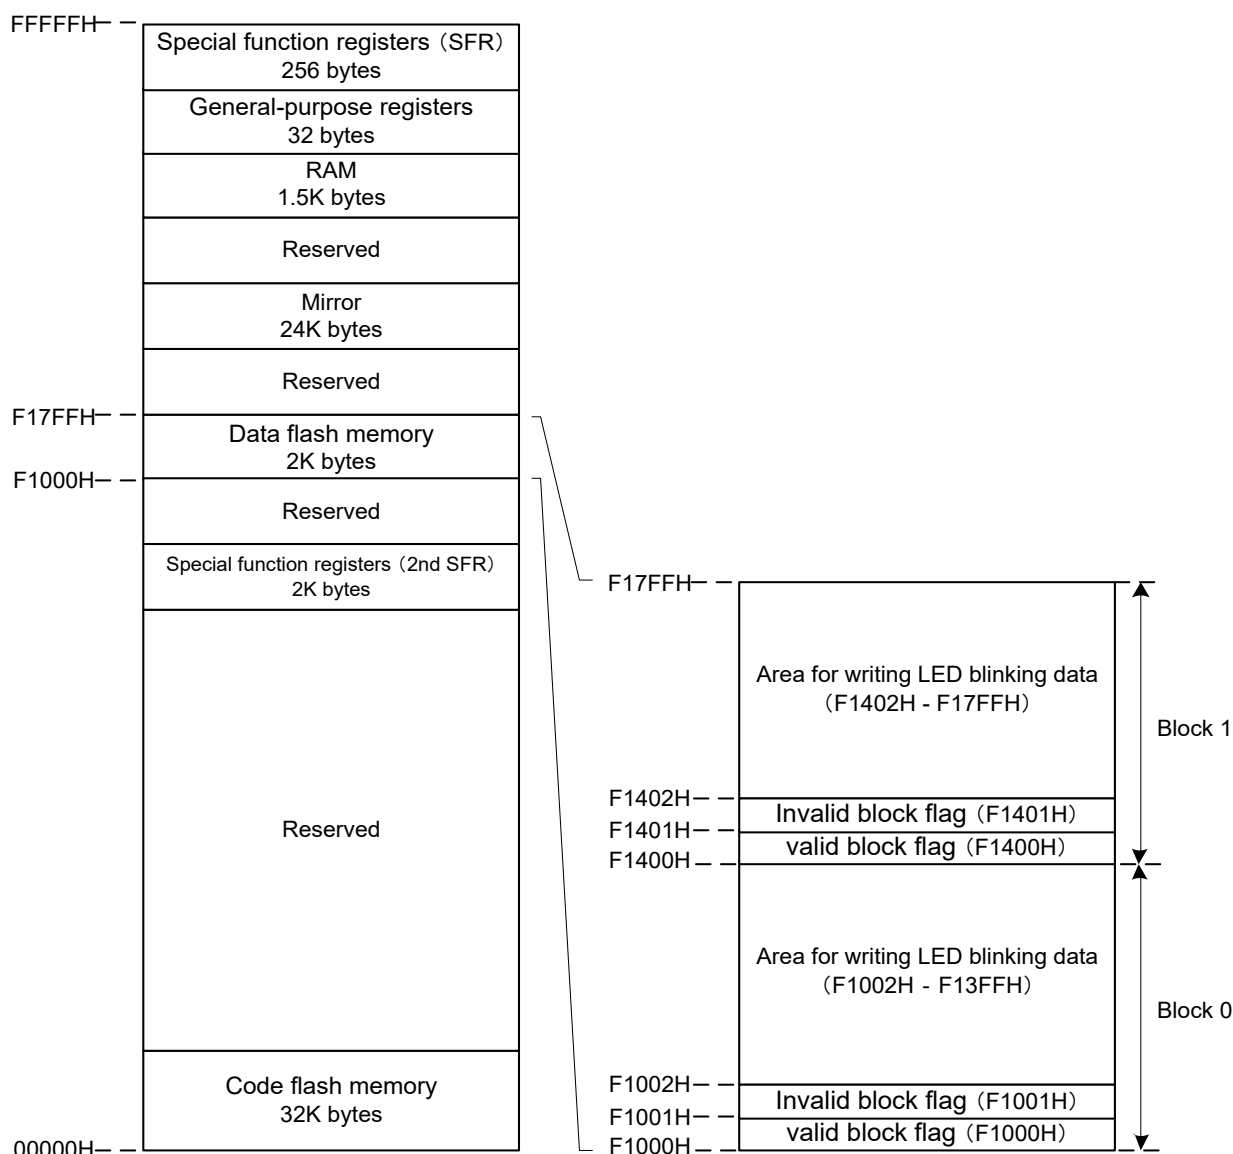 FFFFFH
Special function registers（SFR）
256 bytes
General-purpose registers
32 bytes
RAM
1.5K bytes
Reserved
Mirror
24K bytes
Reserved
F17FFH
Data flash memory
2K bytes
F1000H
Reserved
Special function registers（2nd SFR）
2K bytes
Reserved
Code flash memory
32K bytes
00000H
F17FFH
Area for writing LED blinking data
（F1402H - F17FFH）
Block 1
F1402H
Invalid block flag（F1401H）
F1401H
valid block flag（F1400H）
F1400H
Area for writing LED blinking data
（F1002H - F13FFH）
Block 0
F1002H
Invalid block flag（F1001H）
F1001H
valid block flag（F1000H）
F1000H